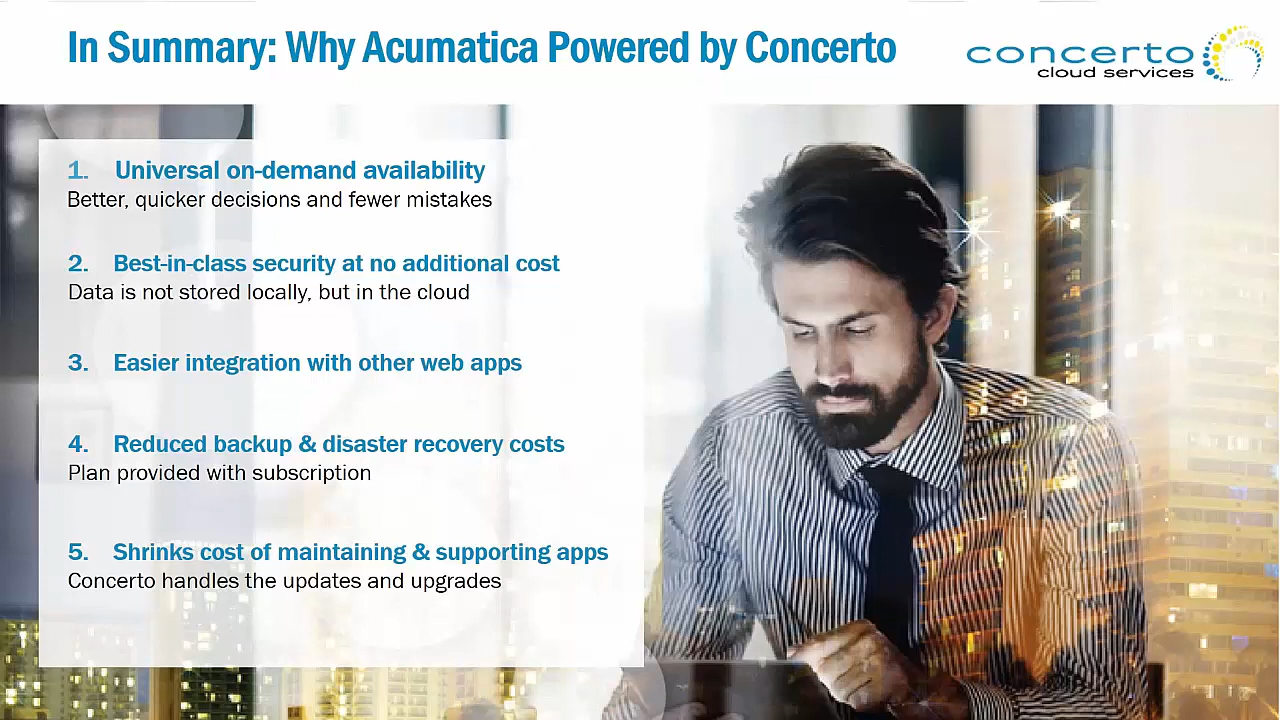 In Summary: Why Acumatica Powered by Concerto
concerto
cloud services
1. Universal on-demand availability
Better, quicker decisions and fewer mistakes
2. Best-in-class security at no additional cost
Data is not stored locally, but in the cloud
3. Easier integration with other web apps
4. Reduced backup & disaster recovery costs
Plan provided with subscription
5. Shrinks cost of maintaining & supporting apps
Concerto handles the updates and upgrades